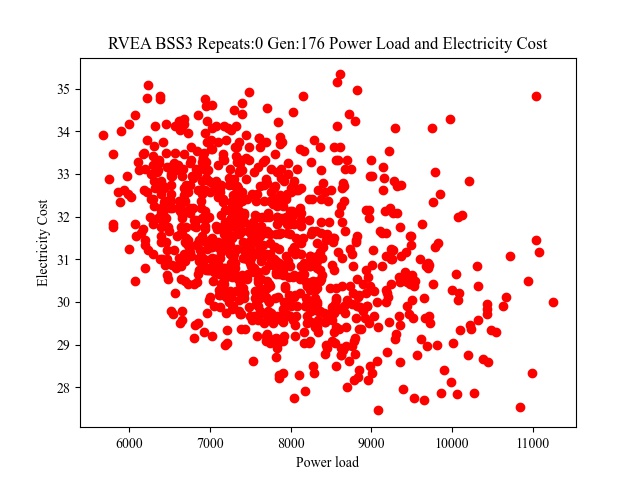 RVEA BSS3 Repeats:0 Gen:176 Power Load and Electricity Cost
35
34
33
32
31
30
29
28
Electricity Cost
6000 7000 8000 9000 10000 11000
Power load